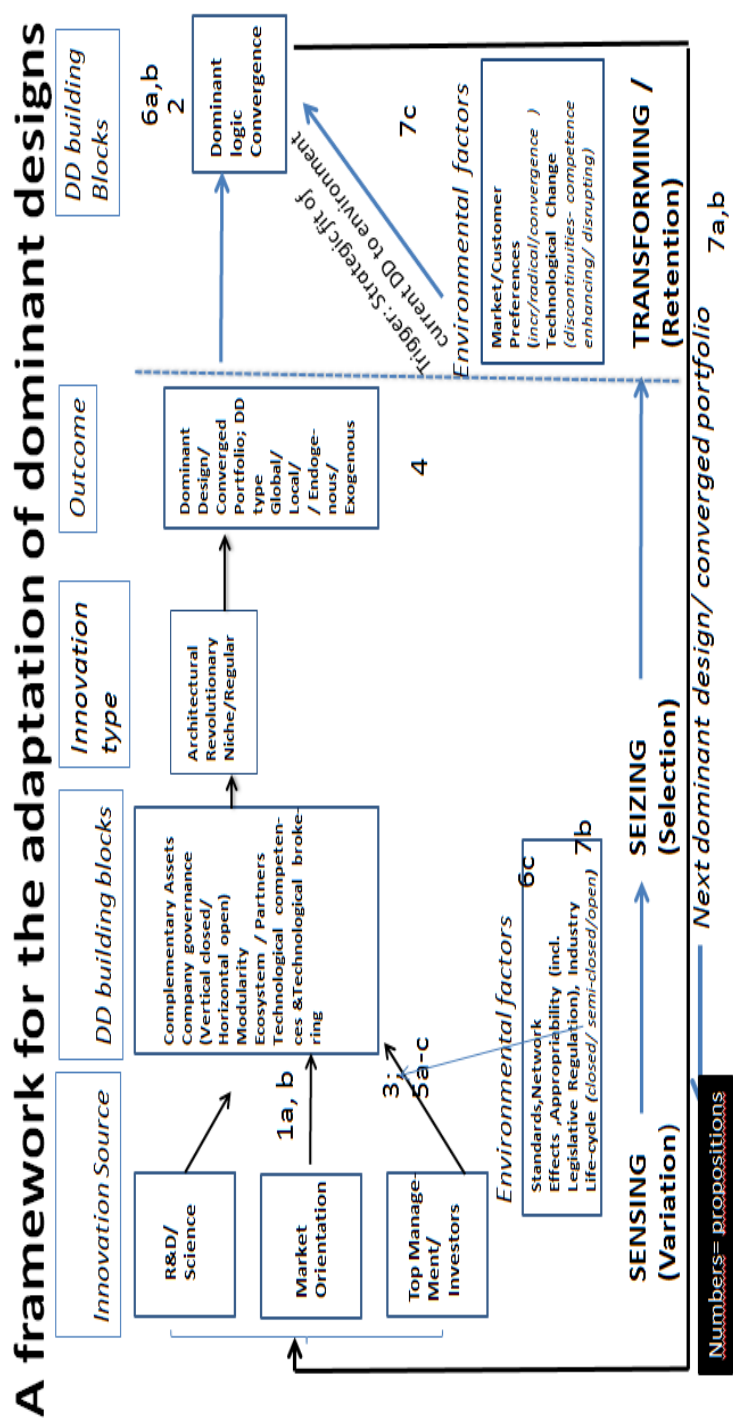 A framework for the adaptation of dominant designs
Innovation Source
DD building blocks
Innovation
type
Outcome
DD building
Blocks
R&D/
Science
Market
Orientation
Top Manage-
Ment/
Investors
1a, b
3;
5a-c
Complementary Assets
Company governance
(Vertical closed/
Horizontal open)
Modularity
Ecosystem / Partners
Technological competen-
ces &Technological broke-
ring
Architectural
Revolutionary
Niche/Regular
Dominant
Design/
Converged
Portfolio; DD
type
Global/
Local/
/ Endoge-
nous/
Exogenous
4
6a,b
2
Dominant
logic
Convergence
Trigger: Strategic fit of
current DD to environment
7c
Environmental factors
Standards,Network
Effects ,Appropriability (incl.
Legislative Regulation), Industry
Life-cycle (closed/ semi-closed/open)
6c
7b
Environmental factors
Market/Customer
Preferences
(incr/radical/convergence )
Technological Change
(discontinuities- competence
enhancing/ disrupting)
SENSING
(Variation)
SEIZING
(Selection)
TRANSFORMING /
(Retention)
Next dominant design/ converged portfolio
7a,b
Numbers= propositions